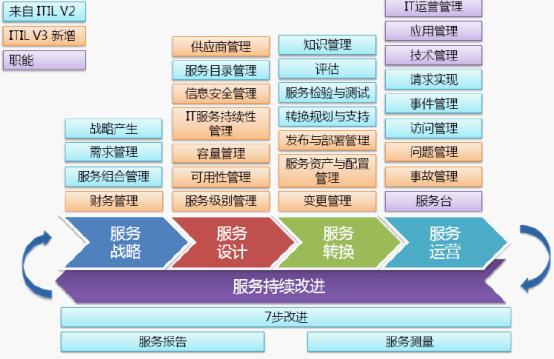 来自ITIL V2
ITIL V3 新增
职能
战略产生
需求管理
服务组合管理
财务管理
供应商管理
服务目录管理
信息安全管理
IT服务持续性
管理
容量管理
可用性管理
服务级别管理
知识管理
评估
服务检验与测试
转换规划与支持
发布与部署管理
服务资产与配置
管理
变更管理
IT运营管理
应用管理
技术管理
请求实现
事件管理
访问管理
问题管理
事故管理
服务台
服务
战略
服务
设计
服务
转换
服务
运营
服务持续改进
7步改进
服务报告
服务测量